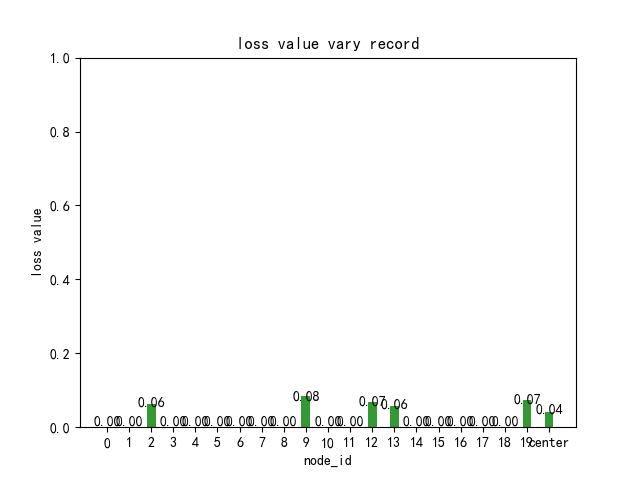 loss value vary record
1.0
0.8
0.6
0.4
0.2
0.0
loss value
0.00 0.00 0.06 0.00 0.00 0.00 0.00 0.00 0.00 0.08 0.00 0.00 0.07 0.06 0.00 0.00 0.00 0.00 0.00 0.07 0.04
0 1 2 3 4 5 6 7 8 9 10 11 12 13 14 15 16 17 18 19 center
node_id